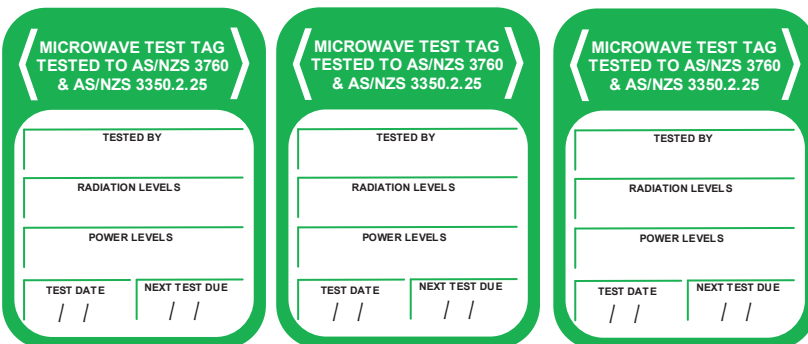 MICROWAVE TEST TAG
TESTED TO AS/NZS 3760
& AS/NZS 3350.2.25
TESTED BY
RADIATION LEVELS
POWER LEVELS
TEST DATE
/ /
NEXT TEST DUE
/ /
MICROWAVE TEST TAG
TESTED TO AS/NZS 3760
& AS/NZS 3350.2.25
TESTED BY
RADIATION LEVELS
POWER LEVELS
TEST DATE
/ /
NEXT TEST DUE
/ /
MICROWAVE TEST TAG
TESTED TO AS/NZS 3760
& AS/NZS 3350.2.25
TESTED BY
RADIATION LEVELS
POWER LEVELS
TEST DATE
/ /
NEXT TEST DUE
/ /